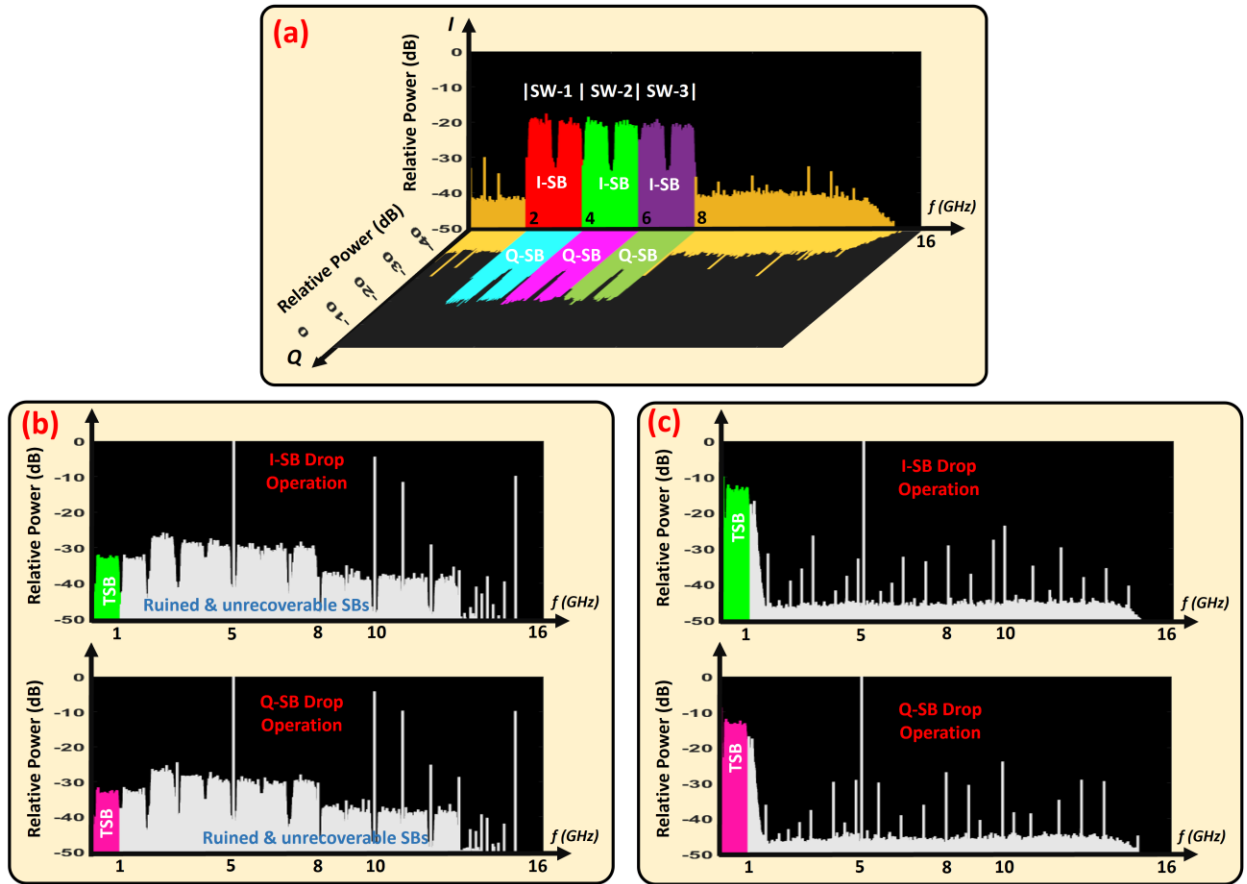 (a)
I
Relative Power (dB)
0
-10
-20
-30
-40
-50
|SW-1 | SW-2 | SW-3 |
I-SB
I-SB
I-SB
2
4
6
8
f (GHz)
16
Relative Power (dB)
-40
-30
-20
-10
0
Q
Q-SB
Q-SB
Q-SB
(b)
Relative Power (dB)
0
-10
-20
-30
-40
-50
I-SB Drop
Operation
TSB
Ruined & unrecoverable SBs
f (GHz)
1
5
8
10
16
Relative Power (dB)
0
-10
-20
-30
-40
-50
Q-SB Drop
Operation
TSB
Ruined & unrecoverable SBs
f (GHz)
1
5
8
10
16
(c)
Relative Power (dB)
0
-10
-20
-30
-40
-50
I-SB Drop
Operation
TSB
f (GHz)
1
5
8
10
16
Relative Power (dB)
0
-10
-20
-30
-40
-50
Q-SB Drop
Operation
TSB
f (GHz)
1
5
8
10
16